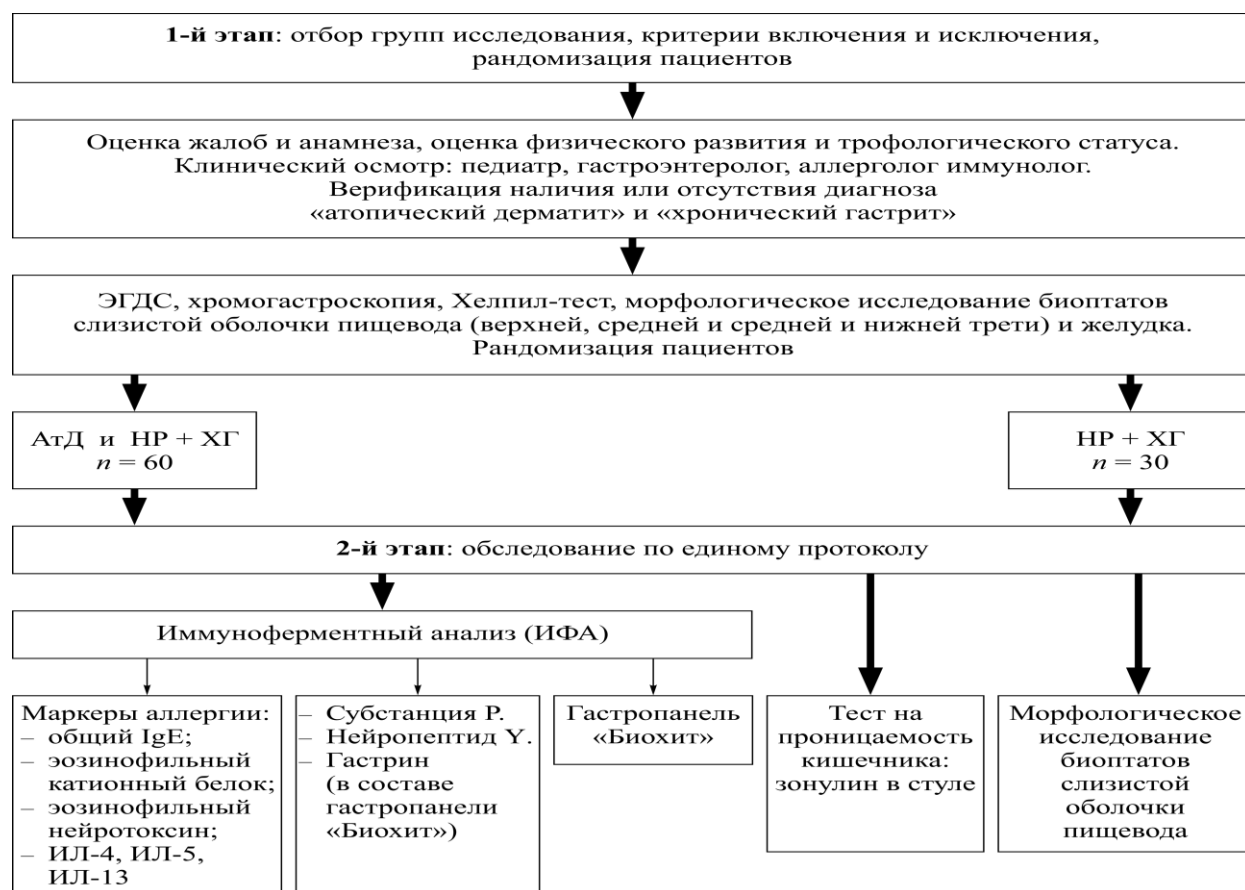 1-й этап: отбор групп исследования, критерии включения и исключения,
рандомизация пациентов
Оценка жалоб и анамнеза, оценка физического развития и трофологического статуса.
Клинический осмотр: педиатр, гастроэнтеролог, аллерголог иммунолог.
Верификация наличия или отсутствия диагноза
«атопический дерматит» и «хронический гастрит»
ЭГДС, хромогастроскопия, Хелпил-тест, морфологическое исследование биоптатов
слизистой оболочки пищевода (верхней, средней и средней и нижней трети) и желудка.
Рандомизация пациентов
АтД и НР + ХГ
n = 60
НР + ХГ
n = 30
2-й этап: обследование по единому протоколу
Иммуноферментный анализ (ИФА)
Маркеры аллергии:
– общий IgE;
– эозинофильный
катионный белок;
– эозинофильный
нейротоксин;
– ИЛ-4, ИЛ-5,
ИЛ-13
– Субстанция Р.
– Нейропептид Y.
– Гастрин
(в составе
гастропанели
«Биохит»)
Гастропанель
«Биохит»
Тест на
проницаемость
кишечника:
зонулин в стуле
Морфологическое
исследование
биоптатов
слизистой
оболочки
пищевода